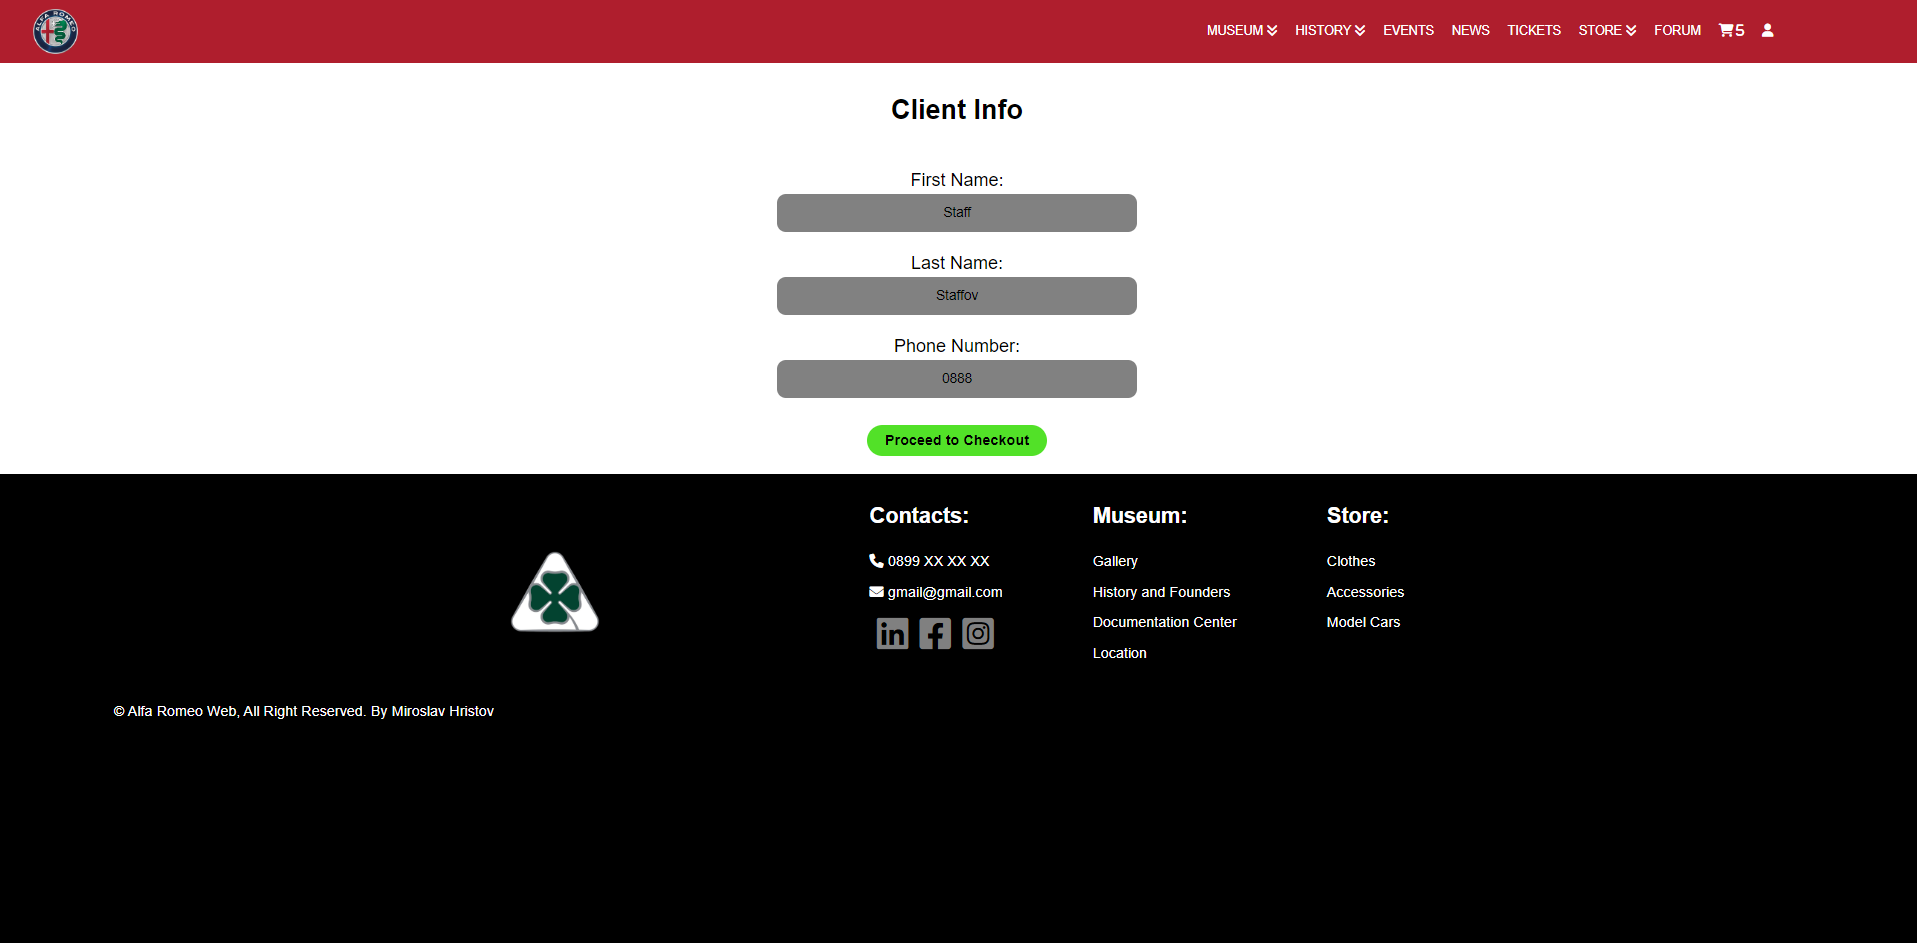 ALFA ROMEO
MUSEUM HISTORY EVENTS NEWS TICKETS STORE FORUM 5
Client Info
First Name:
Staff
Last Name:
Staffov
Phone Number:
0888
Proceed to Checkout
Contacts:
0899 XX XX XX
gmail@gmail.com
Museum:
Gallery
History and Founders
Documentation Center
Location
Store:
Clothes
Accessories
Model Cars
© Alfa Romeo Web, All Right Reserved. By Miroslav Hristov